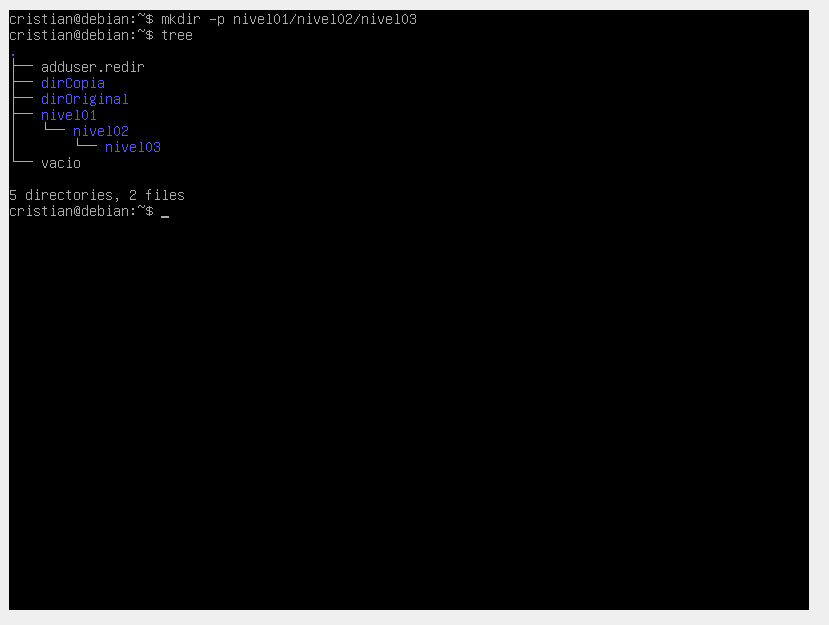 cristian@debian:~$ mkdir -p nivel01/nivel02/nivel03
cristian@debian:~$ tree
.
├── adduser.redir
├── dirCopia
├── dirOriginal
├── nivel01
│   └── nivel02
│       └── nivel03
└── vacio
5 directories, 2 files
cristian@debian:~$ _